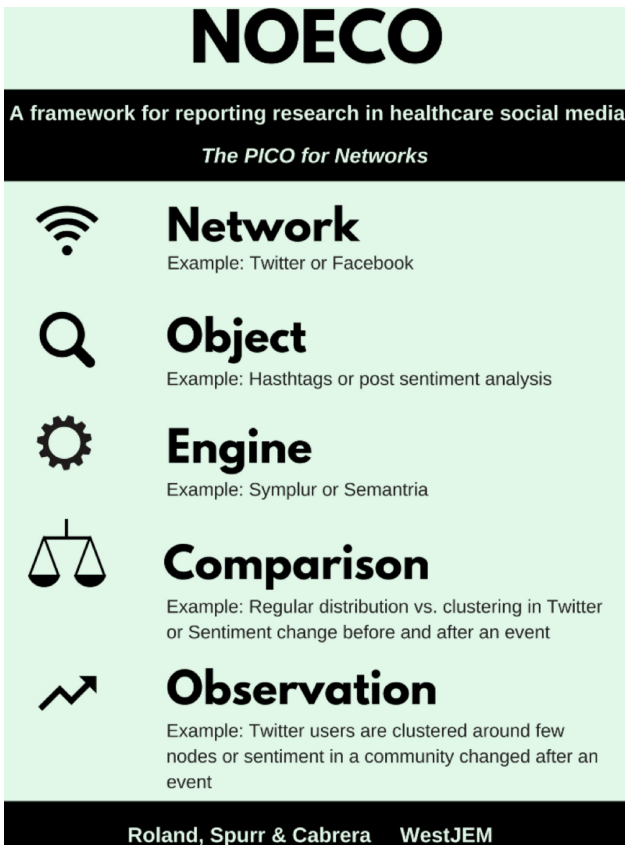 NOECO
A framework for reporting research in healthcare social media
The PICO for Networks
Network
Example: Twitter or Facebook
Object
Example: Hasthtags or post sentiment analysis
Engine
Example: Symplur or Semantria
Comparison
Example: Regular distribution vs. clustering in Twitter
or Sentiment change before and after an event
Observation
Example: Twitter users are clustered around few
nodes or sentiment in a community changed after an
event
Roland, Spurr & Cabrera WestJEM